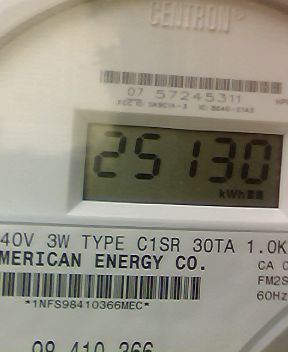 CENTRON®
07 57245311
25130
kWh
40V 3W TYPE C1SR 30TA 1.0K
MERICAN ENERGY CO.
CA 0
FM2S
*1NFS98410366MEC*
60Hz
98 410 366